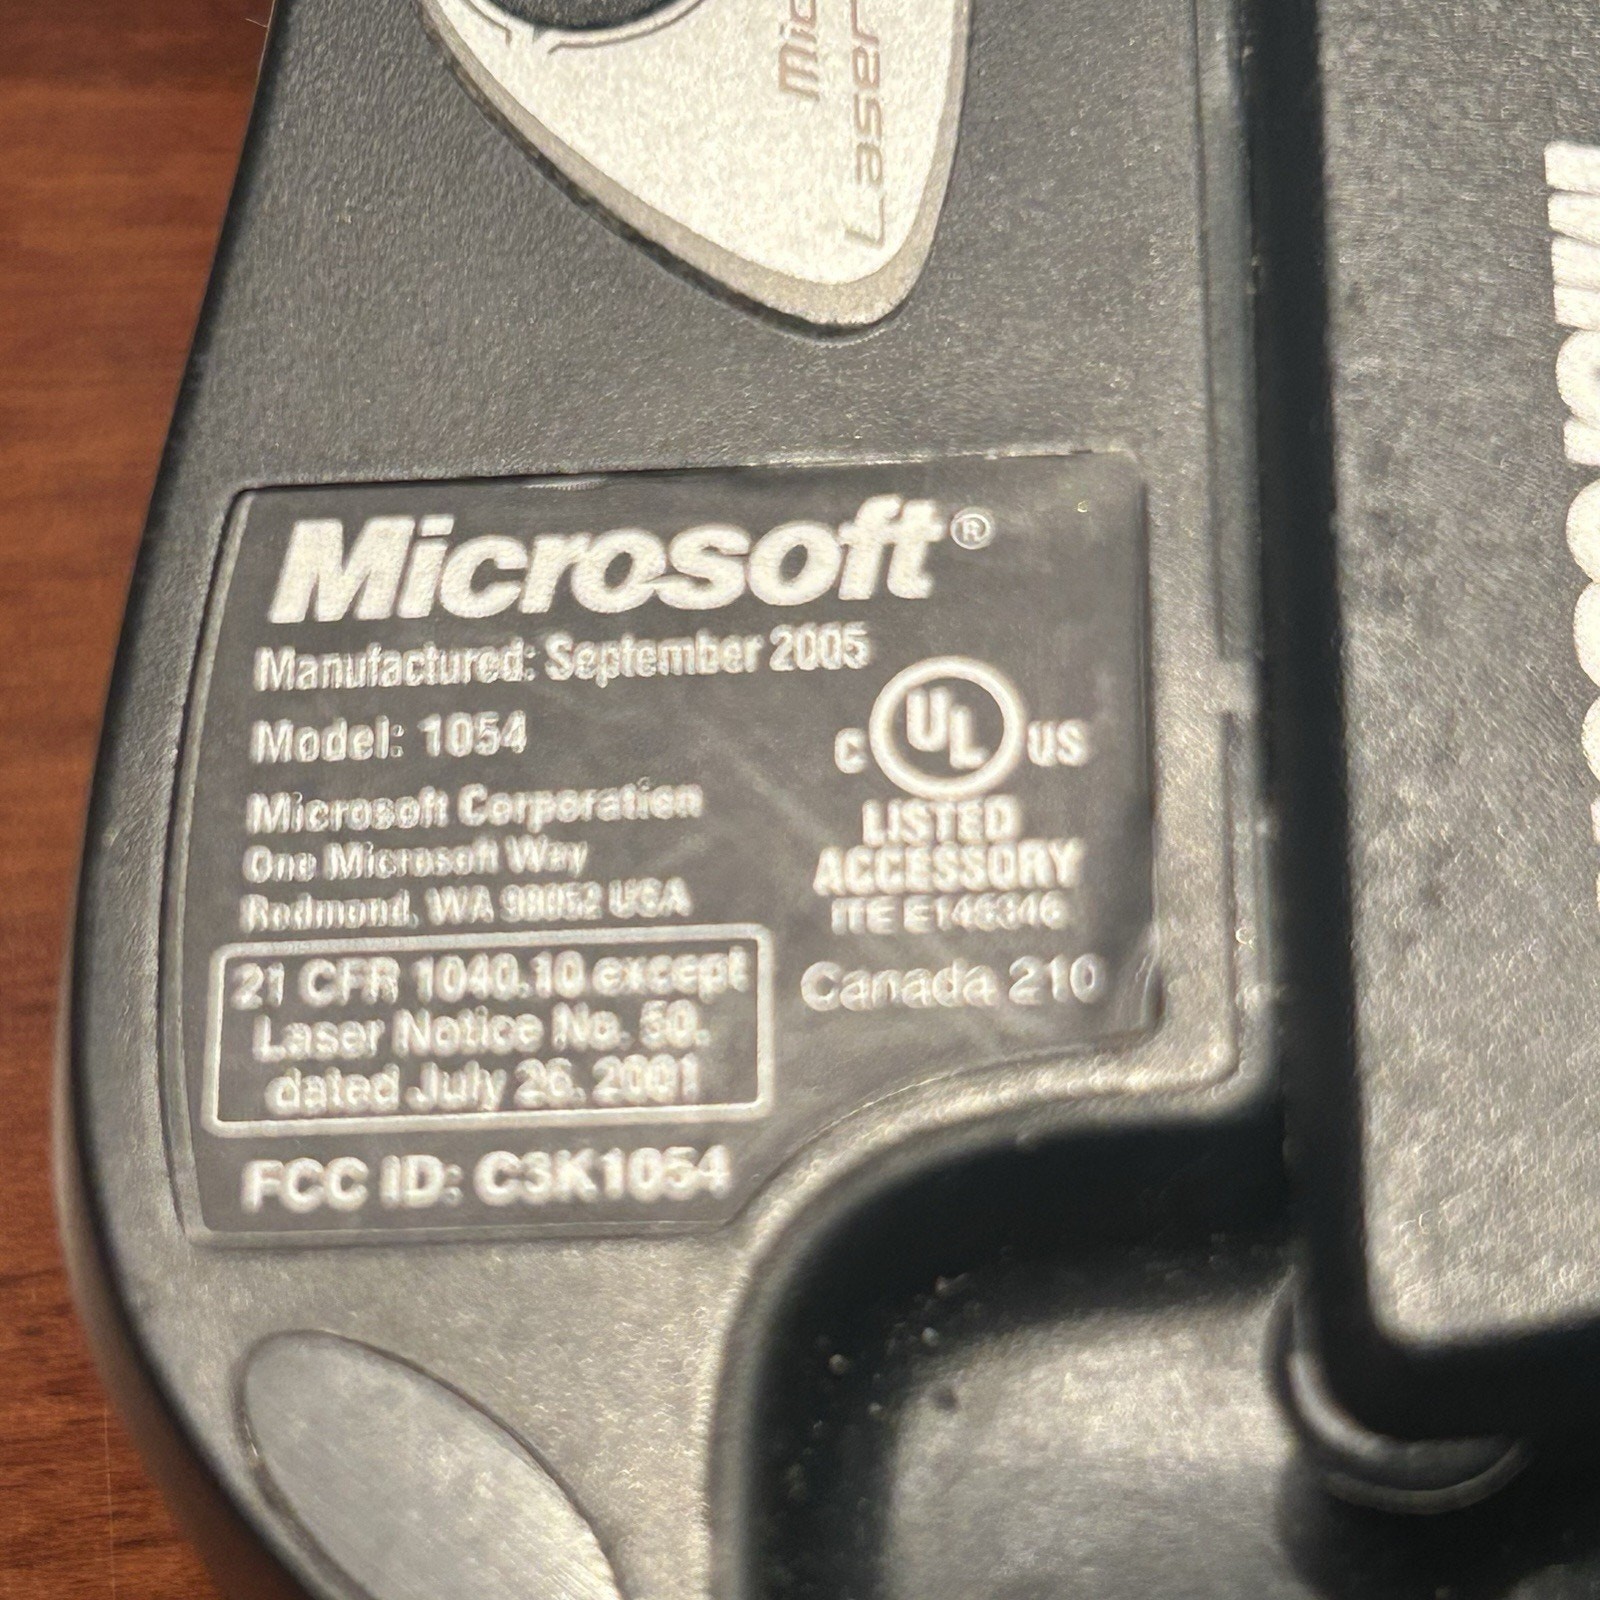 Laser
Microsoft®
Manufactured: September 2005
Model: 1054
Microsoft Corporation
One Microsoft Way
Redmond, WA 98052 USA
21 CFR 1040.10 except
Laser Notice No. 50,
dated July 26, 2001
FCC ID: C3K1054
C UL US
LISTED
ACCESSORY
ITE E148346
Canada 210